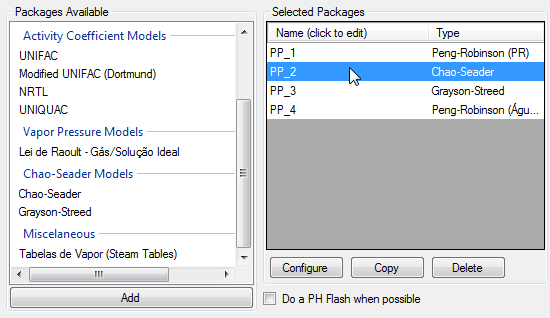 Packages Available
Activity Coefficient Models
UNIFAC
Modified UNIFAC (Dortmund)
NRTL
UNIQUAC
Vapor Pressure Models
Lei de Raoult - Gás/Solução Ideal
Chao-Seader Models
Chao-Seader
Grayson-Streed
Miscelaneous
Tabelas de Vapor (Steam Tables)
Add
Selected Packages
Name (click to edit) Type
PP_1 Peng-Robinson (PR)
PP_2 Chao-Seader
PP_3 Grayson-Streed
PP_4 Peng-Robinson (Águ...
Configure Copy Delete
Do a PH Flash when possible